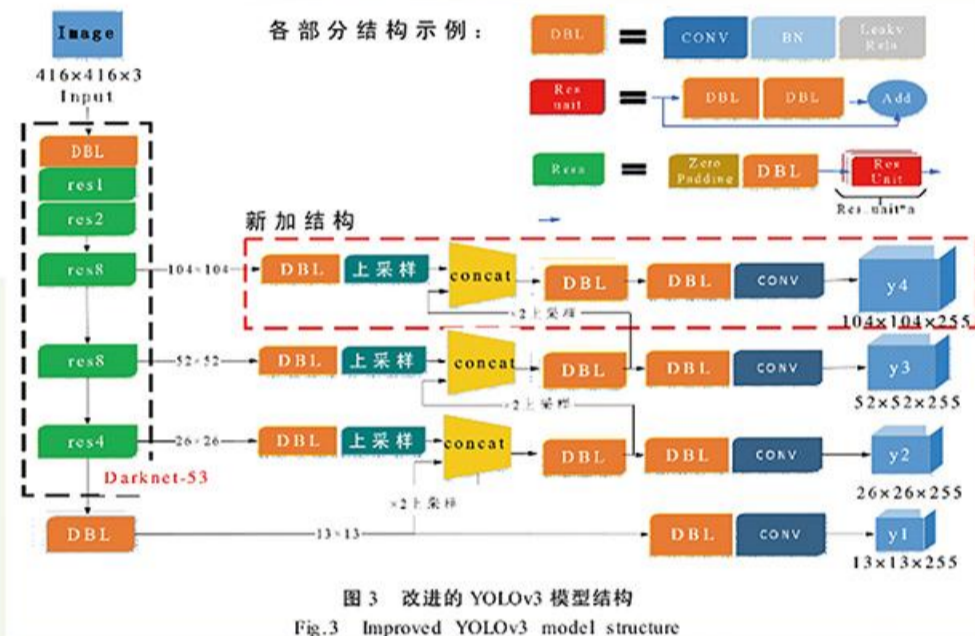 Image
416×416×3
Input
各部分结构示例：
DBL = CONV BN Leaky Relu
Res unit = DBL DBL Add
Resn = Zero Padding DBL Res Unit
Res_unit*n
DBL
res1
res2
新加结构
res8 104×104 DBL 上采样 concat DBL DBL CONV y4
×2上采样
104×104×255
res8 52×52 DBL 上采样 concat DBL DBL CONV y3
×2上采样
52×52×255
res4 26×26 DBL 上采样 concat DBL DBL CONV y2
Darknet-53
×2上采样
26×26×255
DBL 13×13 DBL CONV y1
13×13×255
图 3 改进的 YOLOv3 模型结构
Fig.3 Improved YOLOv3 model structure